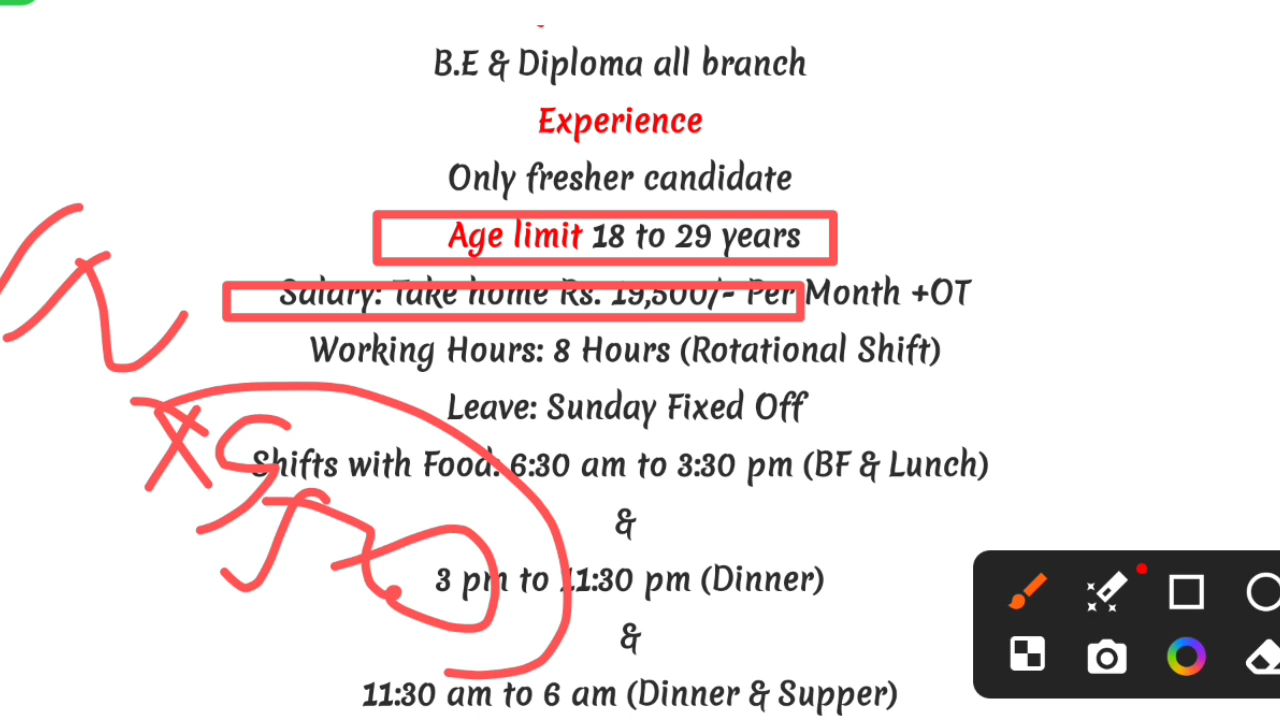 B.E & Diploma all branch
Experience
Only fresher candidate
Age limit 18 to 29 years
Salary: Take home Rs. 19,500/- Per Month +OT
Working Hours: 8 Hours (Rotational Shift)
Leave: Sunday Fixed Off
Shifts with Food: 6:30 am to 3:30 pm (BF & Lunch)
&
3 pm to 11:30 pm (Dinner)
&
11:30 am to 6 am (Dinner & Supper)